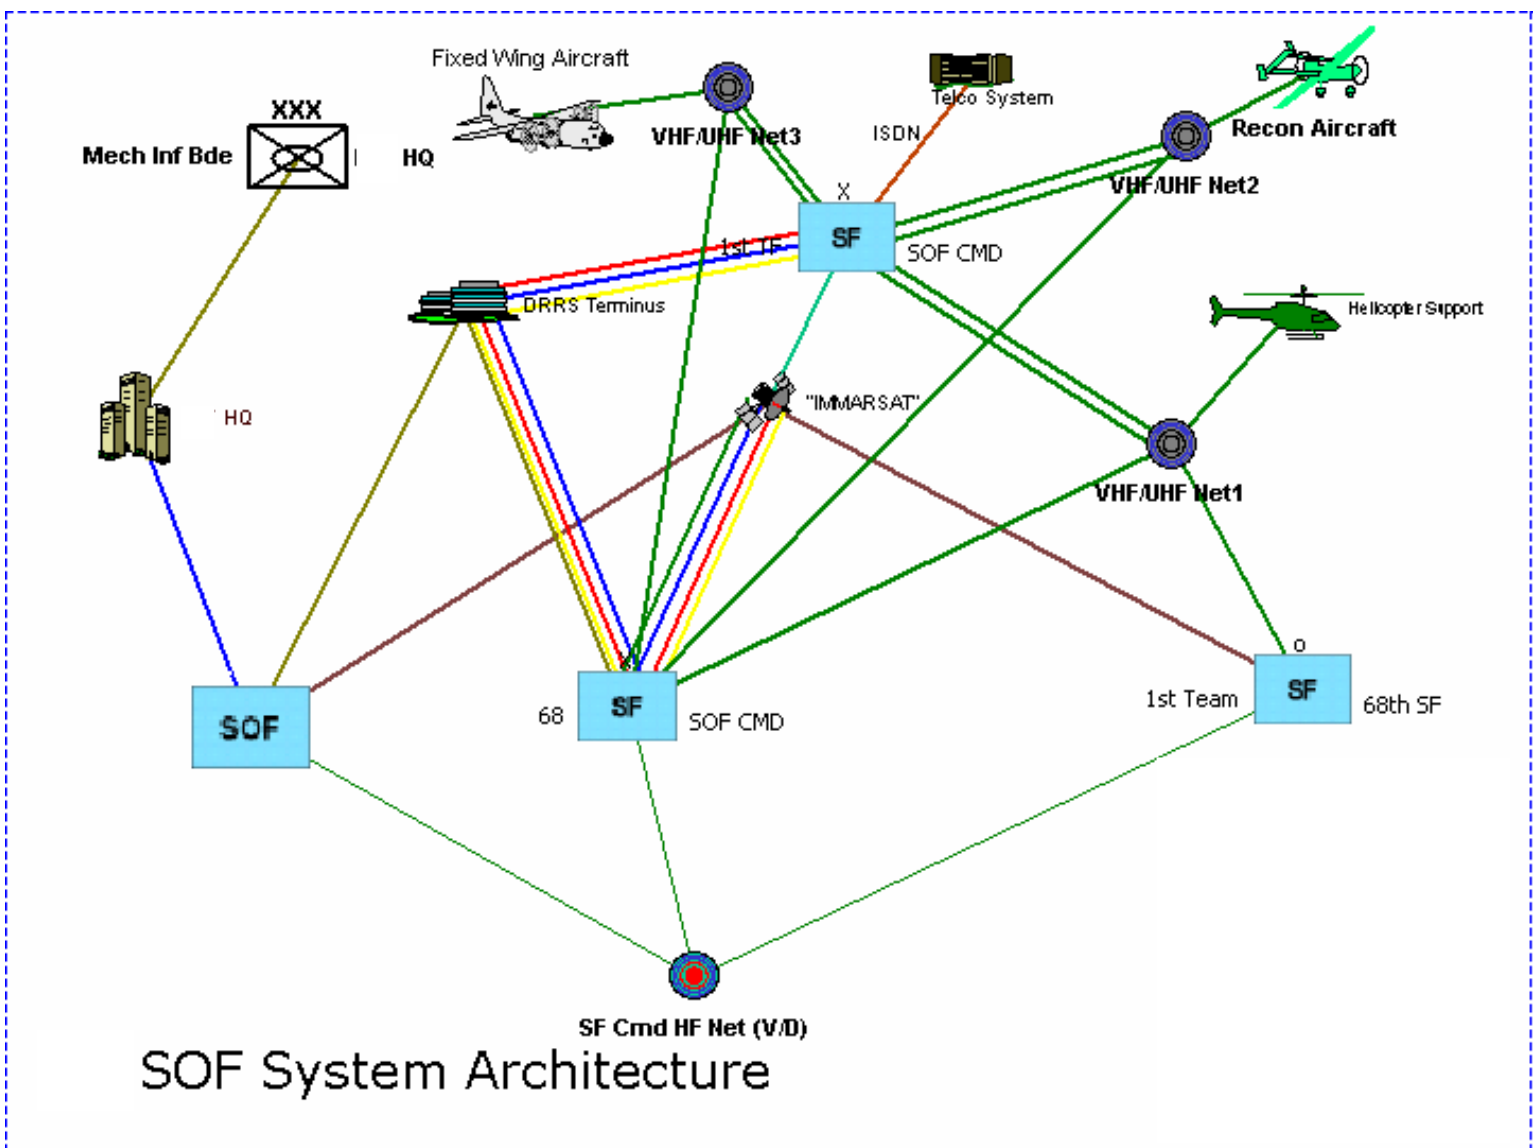 Fixed Wing Aircraft
Telco System
XXX
Mech Inf Bde
HQ
VHF/UHF Net3
ISDN
Recon Aircraft
VHF/UHF Net2
X
SF
1st TF
SOF CMD
DRRS Terminus
Helicopter Support
"IMMARSAT"
HQ
VHF/UHF Net1
O
SOF
68
SF
SOF CMD
1st Team
SF
68th SF
SF Cmd HF Net (V/D)
SOF System Architecture